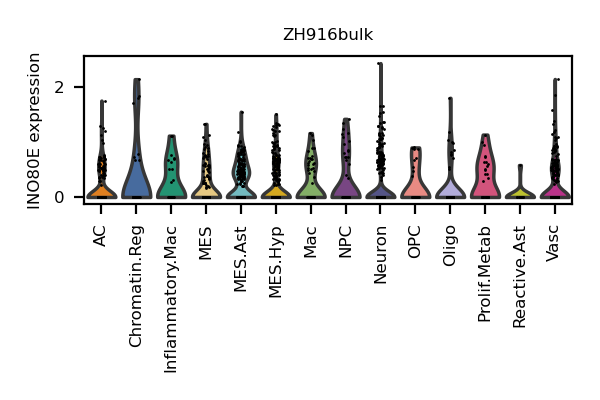 ZH916bulk
INO80E expression
2
0
AC
Chromatin.Reg
Inflammatory.Mac
MES
MES.Ast
MES.Hyp
Mac
NPC
Neuron
OPC
Oligo
Prolif.Metab
Reactive.Ast
Vasc